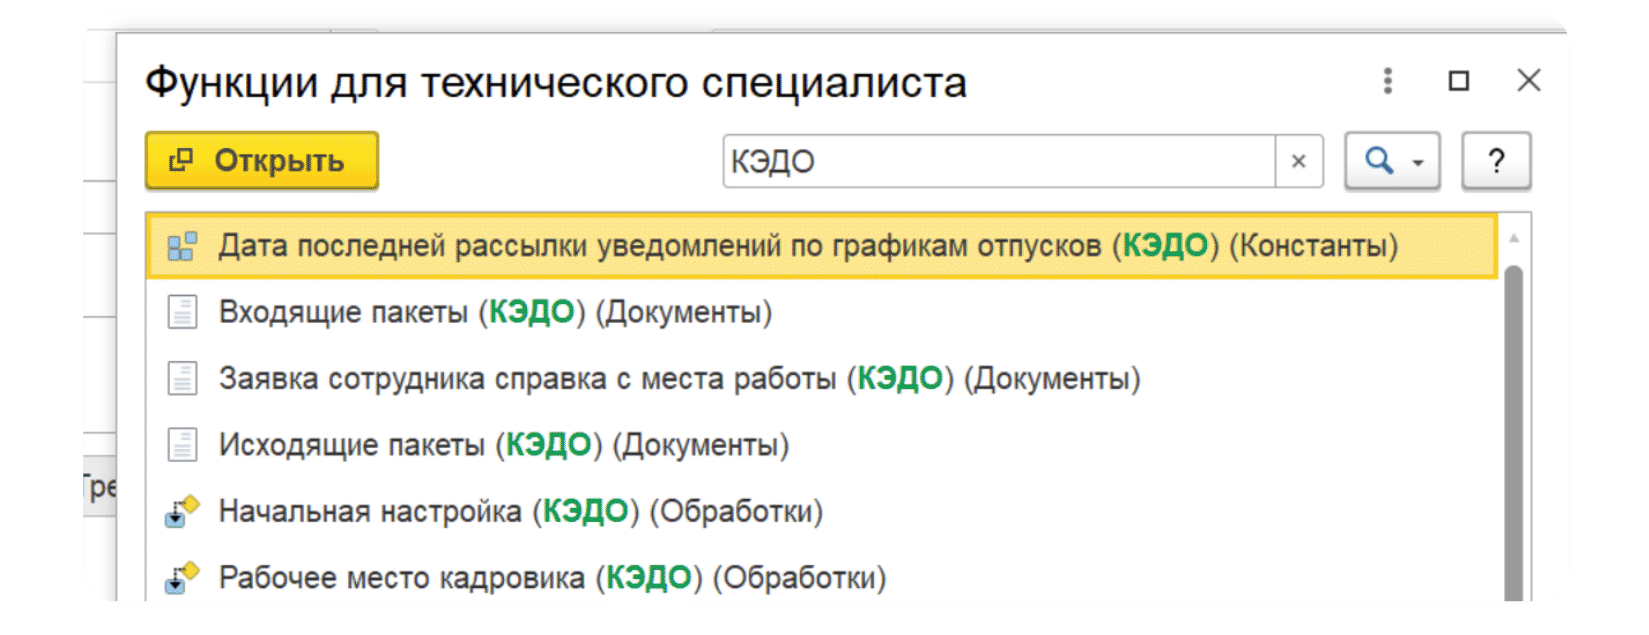 Функции для технического специалиста
Открыть
КЭДО
×
?
Дата последней рассылки уведомлений по графикам отпусков (КЭДО) (Константы)
Входящие пакеты (КЭДО) (Документы)
Заявка сотрудника справка с места работы (КЭДО) (Документы)
Исходящие пакеты (КЭДО) (Документы)
Гре
Начальная настройка (КЭДО) (Обработки)
Рабочее место кадровика (КЭДО) (Обработки)